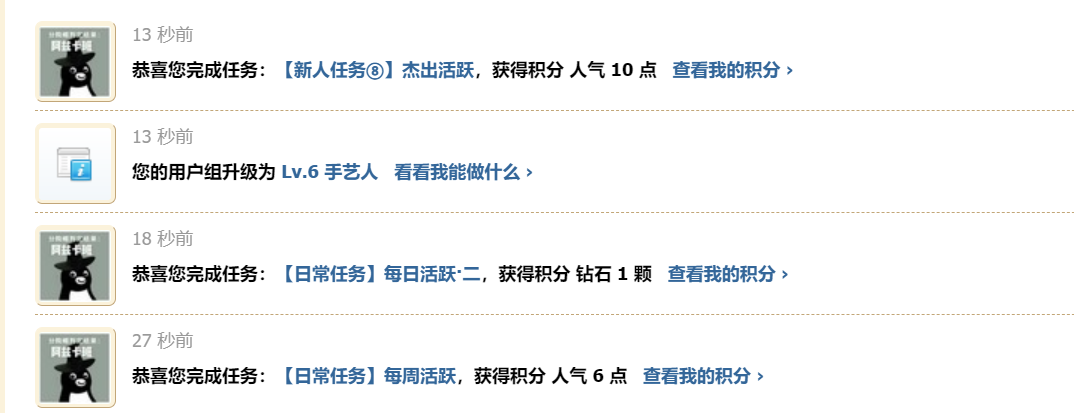 13 秒前
恭喜您完成任务：【新人任务⑧】杰出活跃，获得积分 人气 10 点 查看我的积分 ›
13 秒前
您的用户组升级为 Lv.6 手艺人 看看我能做什么 ›
18 秒前
恭喜您完成任务：【日常任务】每日活跃·二，获得积分 钻石 1 颗 查看我的积分 ›
27 秒前
恭喜您完成任务：【日常任务】每周活跃，获得积分 人气 6 点 查看我的积分 ›